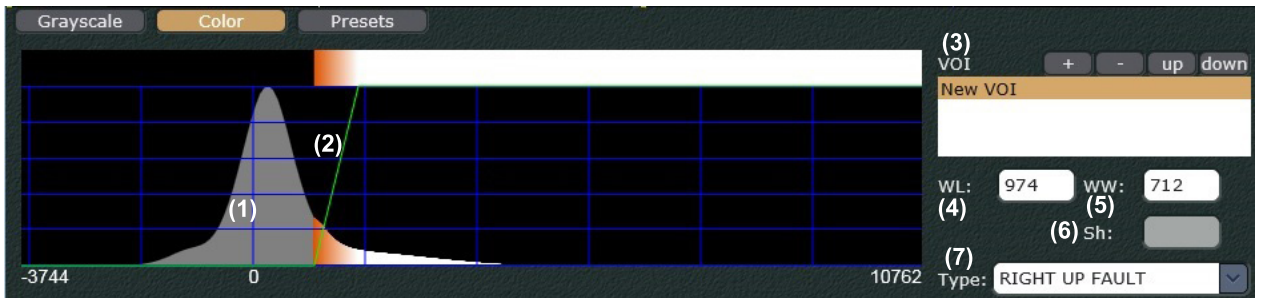 Grayscale Color Presets
(3)
VOI + - up down
New VOI
(2)
(1)
WL: 974 WW: 712
(4) (5)
(6) Sh:
(7)
-3744 0 10762 Type: RIGHT UP FAULT